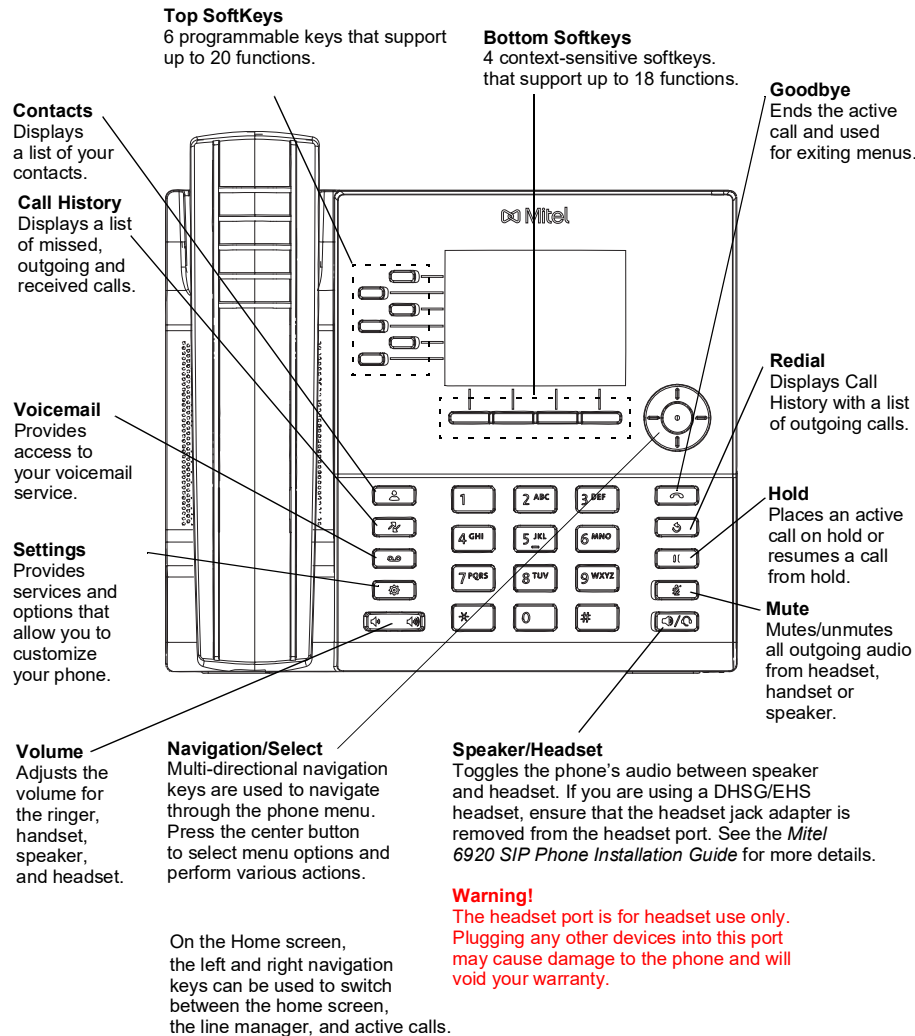 Top SoftKeys
6 programmable keys that support
up to 20 functions.
Bottom Softkeys
4 context-sensitive softkeys.
that support up to 18 functions.
Goodbye
Ends the active
call and used
for exiting menus.
Contacts
Displays
a list of your
contacts.
Call History
Displays a list
of missed,
outgoing and
received calls.
Mitel
Redial
Displays Call
History with a list
of outgoing calls.
Voicemail
Provides
access to
your voicemail
service.
1
2 ABC
3 DEF
4 GHI
5 JKL
6 MNO
7 PQRS
8 TUV
9 WXYZ
*
0
#
Hold
Places an active
call on hold or
resumes a call
from hold.
Settings
Provides
services and
options that
allow you to
customize
your phone.
Mute
Mutes/unmutes
all outgoing audio
from headset,
handset or
speaker.
Volume
Adjusts the
volume for
the ringer,
handset,
speaker,
and headset.
Navigation/Select
Multi-directional navigation
keys are used to navigate
through the phone menu.
Press the center button
to select menu options and
perform various actions.
On the Home screen,
the left and right navigation
keys can be used to switch
between the home screen,
the line manager, and active calls.
Speaker/Headset
Toggles the phone's audio between speaker
and headset. If you are using a DHSG/EHS
headset, ensure that the headset jack adapter is
removed from the headset port. See the Mitel
6920 SIP Phone Installation Guide for more details.
Warning!
The headset port is for headset use only.
Plugging any other devices into this port
may cause damage to the phone and will
void your warranty.